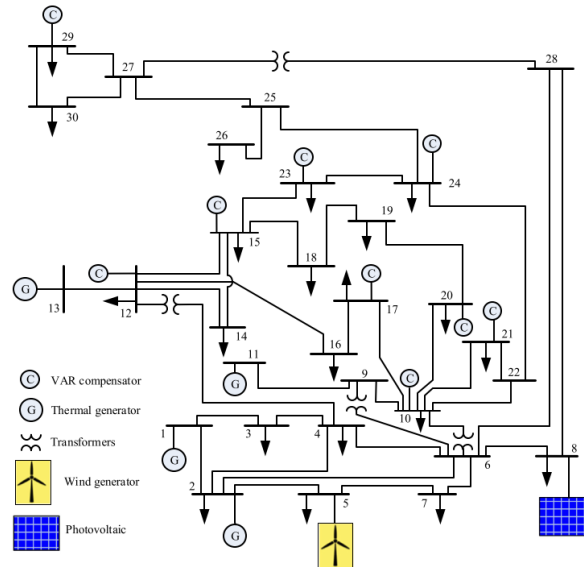 C
29
27
28
30
25
26
C
23
C
24
C
15
19
18
G
13
C
12
C
17
20
C
C
21
14
16
11
G
9
C
10
22
C VAR compensator
G Thermal generator
Transformers
Wind generator
Photovoltaic
1
G
3
4
6
8
2
G
5
7